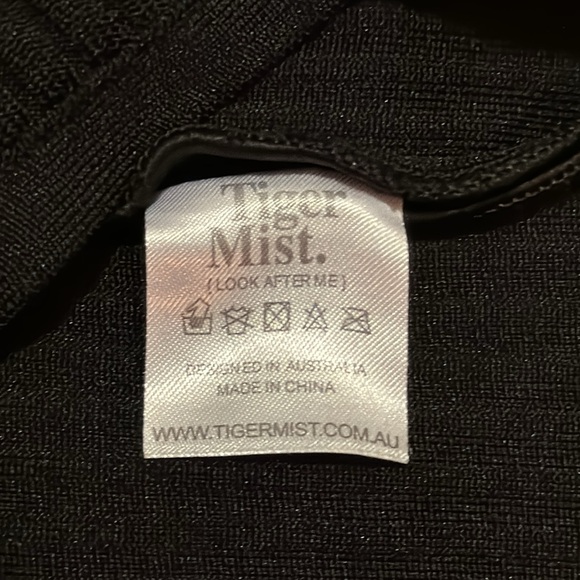 Tiger
Mist.
(LOOK AFTER ME)
DESIGNED IN AUSTRALIA
MADE IN CHINA
WWW.TIGERMIST.COM.AU